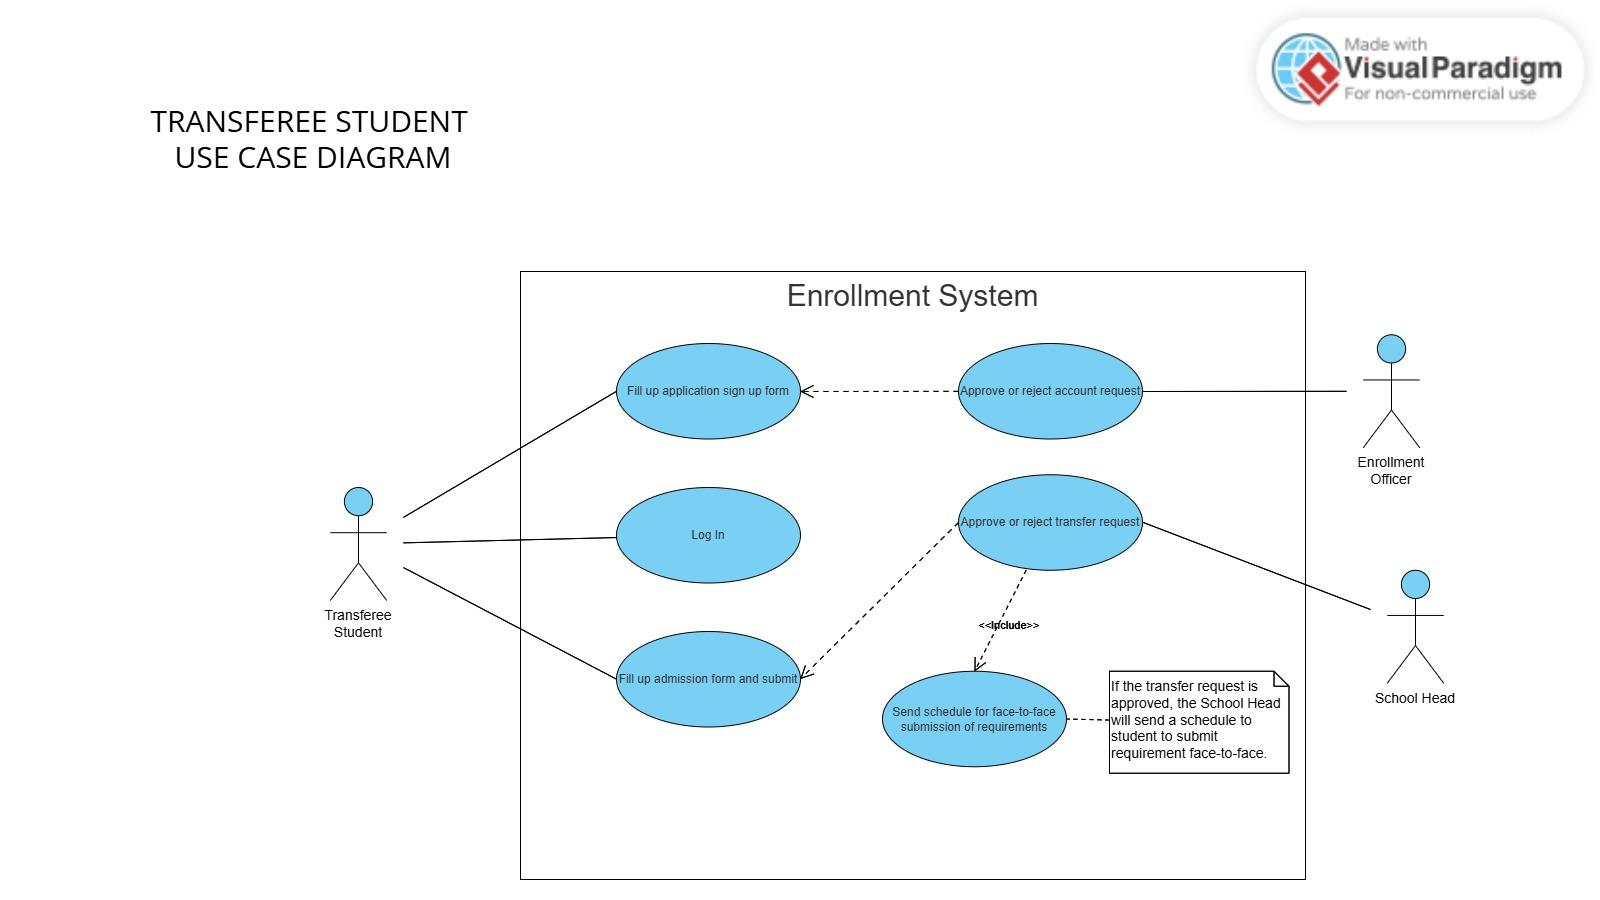 Made with
Visual Paradigm
For non-commercial use
TRANSFEREE STUDENT
USE CASE DIAGRAM
Enrollment System
Fill up application sign up form
Approve or reject account request
Enrollment
Officer
Log In
Approve or reject transfer request
Transferee
Student
<<Include>>
School Head
Fill up admission form and submit
Send schedule for face-to-face
submission of requirements
If the transfer request is
approved, the School Head
will send a schedule to
student to submit
requirement face-to-face.